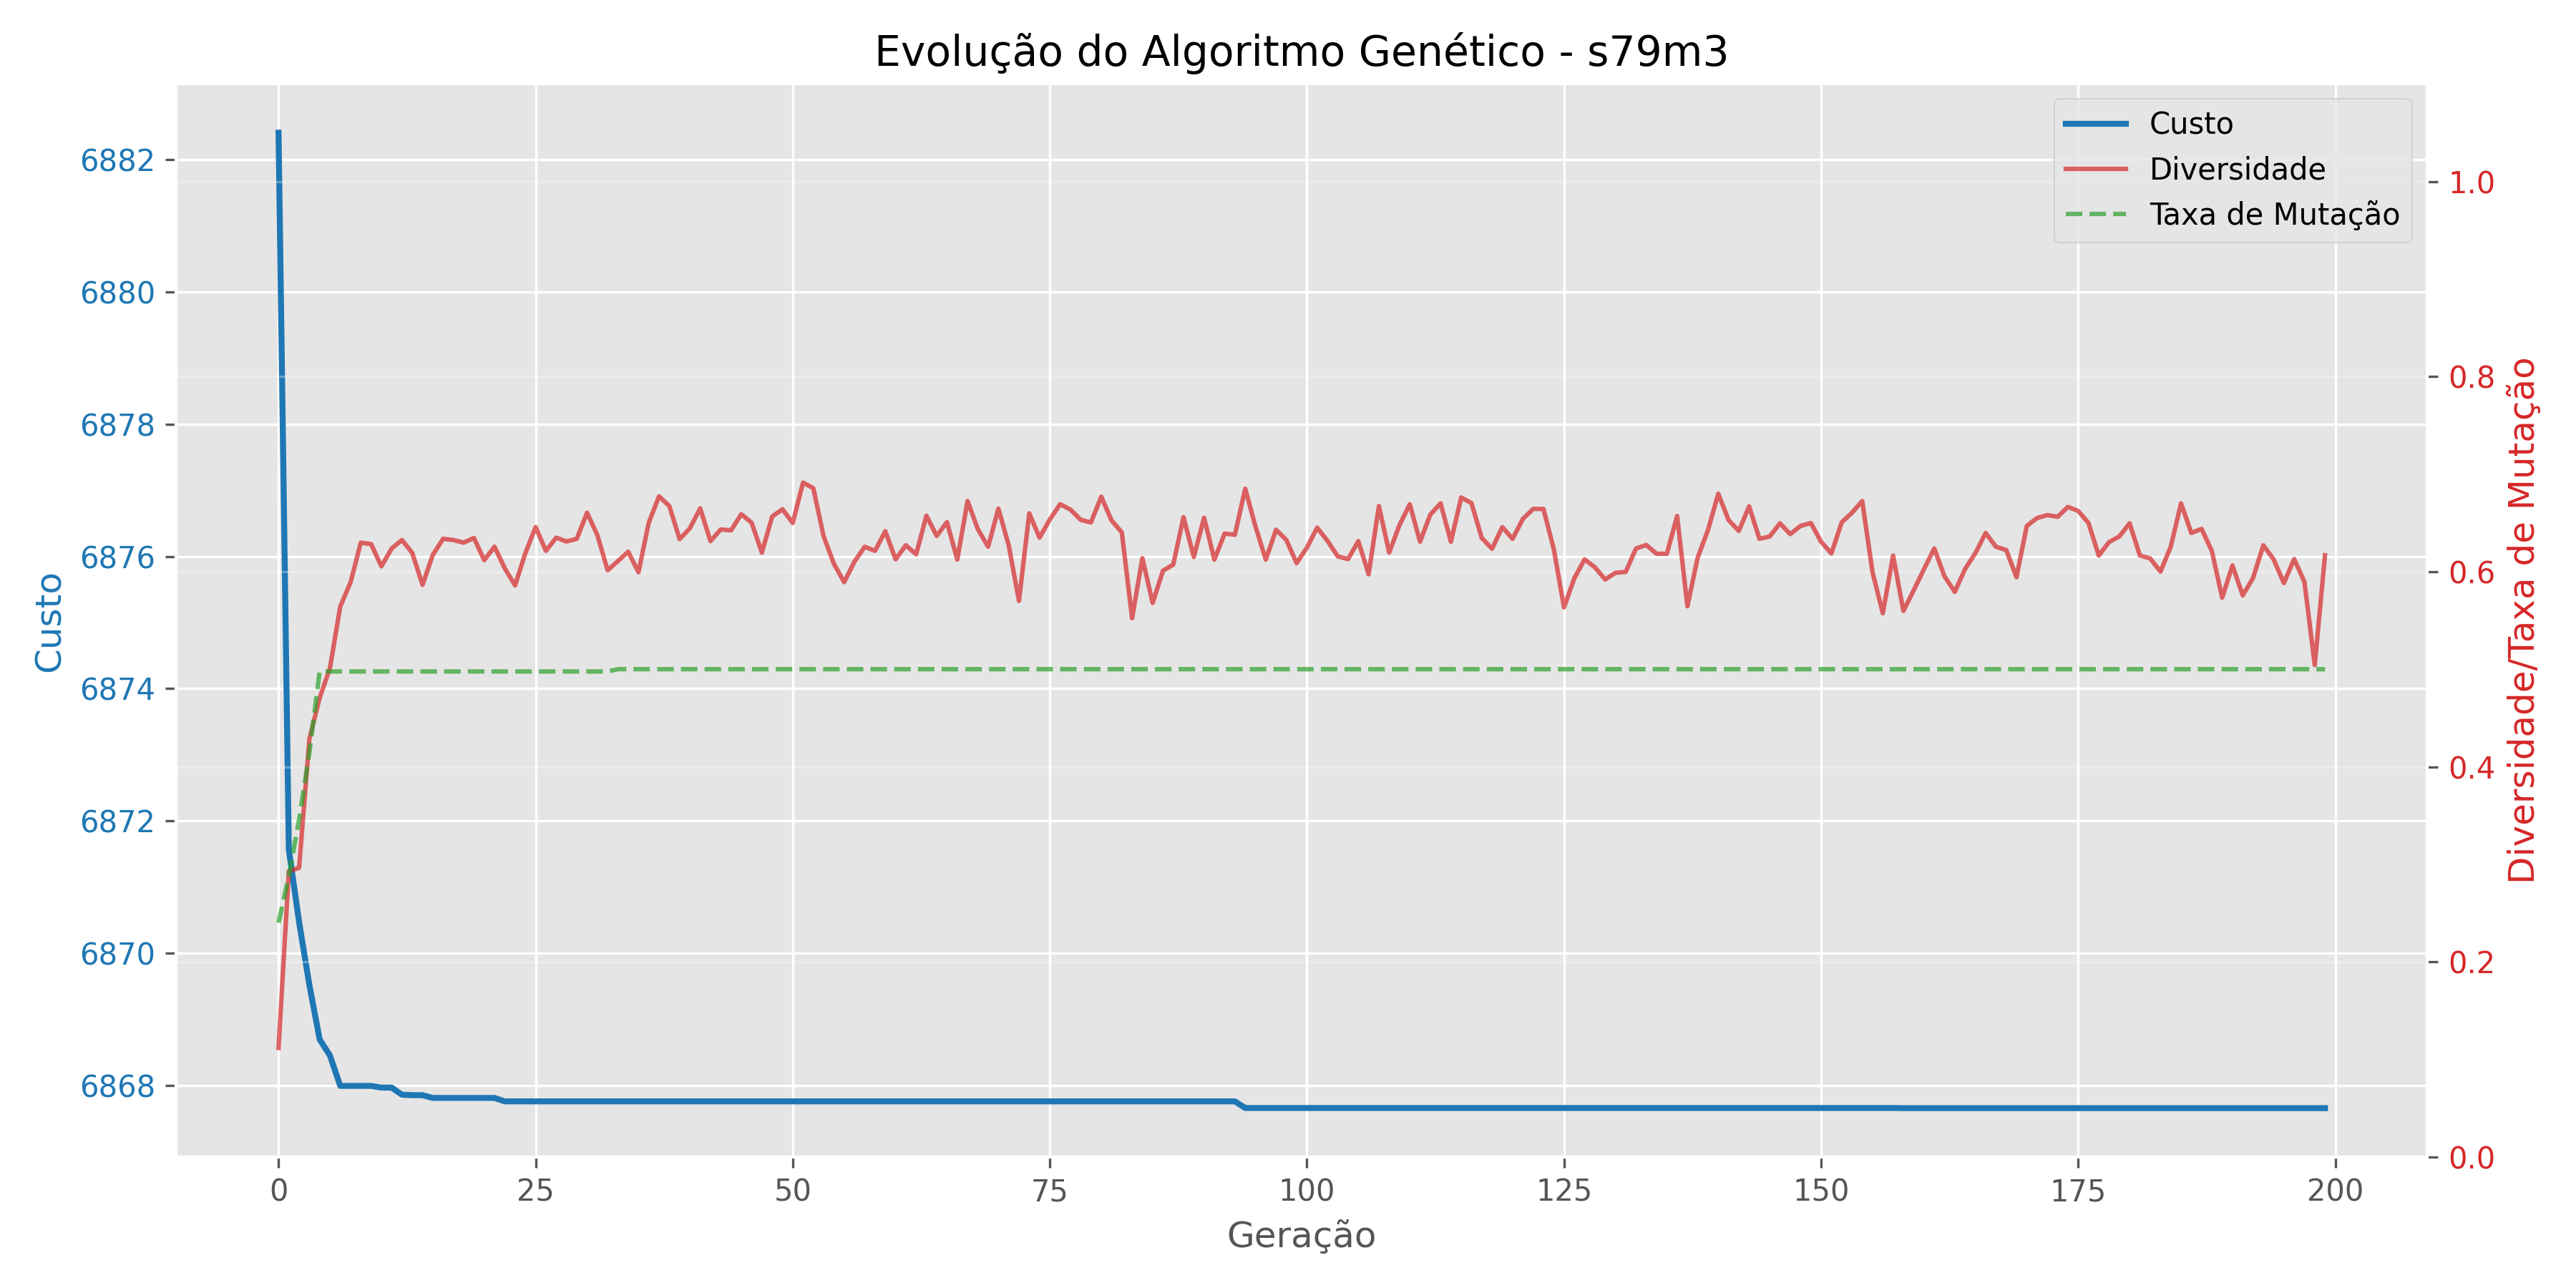 Evolução do Algoritmo Genético - s79m3
Custo
Diversidade
Taxa de Mutação
6882
6880
6878
6876
6874
6872
6870
6868
Custo
1.0
0.8
0.6
0.4
0.2
0.0
Diversidade/Taxa de Mutação
0 25 50 75 100 125 150 175 200
Geração